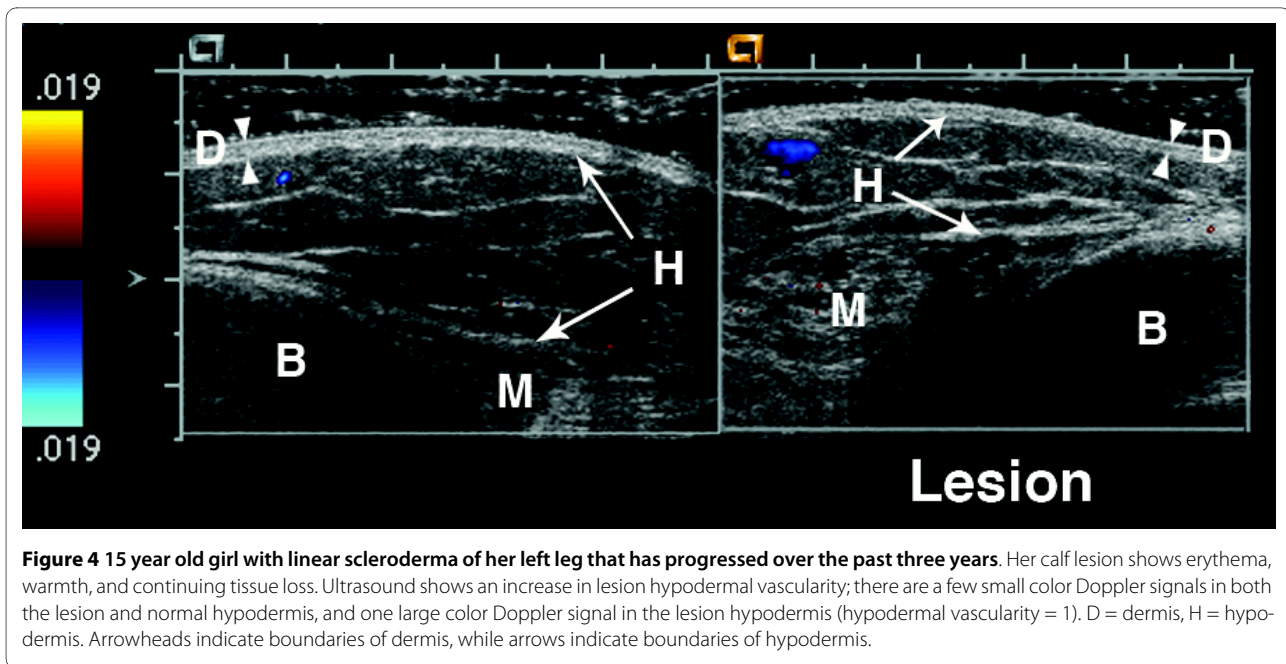 .019
.019
D
H
B
M
H
D
M
B
Lesion
Figure 4 15 year old girl with linear scleroderma of her left leg that has progressed over the past three years. Her calf lesion shows erythema,
warmth, and continuing tissue loss. Ultrasound shows an increase in lesion hypodermal vascularity; there are a few small color Doppler signals in both
the lesion and normal hypodermis, and one large color Doppler signal in the lesion hypodermis (hypodermal vascularity = 1). D = dermis, H = hypo-
dermis. Arrowheads indicate boundaries of dermis, while arrows indicate boundaries of hypodermis.